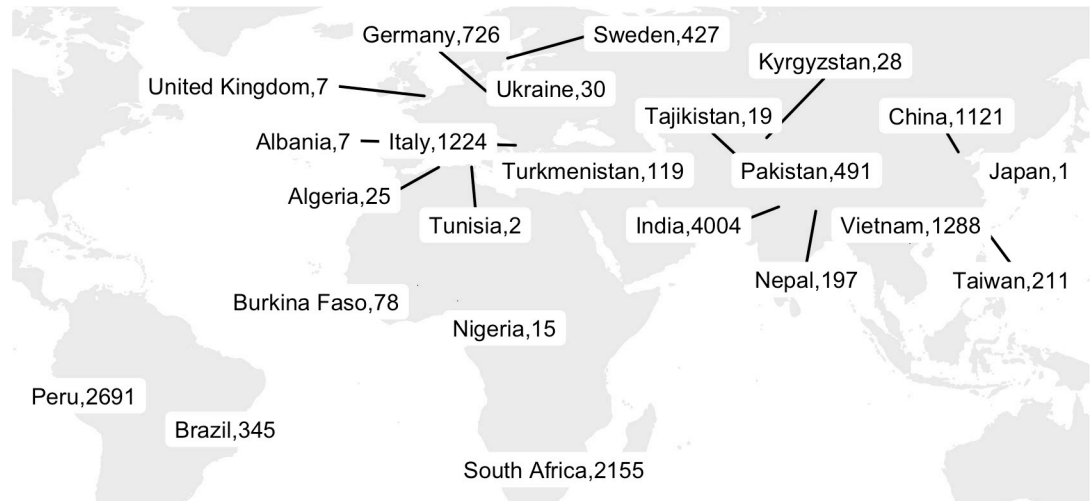 Germany,726
Sweden,427
Kyrgyzstan,28
United Kingdom,7
Ukraine,30
Tajikistan,19
China,1121
Albania,7
Italy,1224
Turkmenistan,119
Pakistan,491
Japan,1
Algeria,25
Tunisia,2
India,4004
Vietnam,1288
Nepal,197
Taiwan,211
Burkina Faso,78
Nigeria,15
Peru,2691
Brazil,345
South Africa,2155